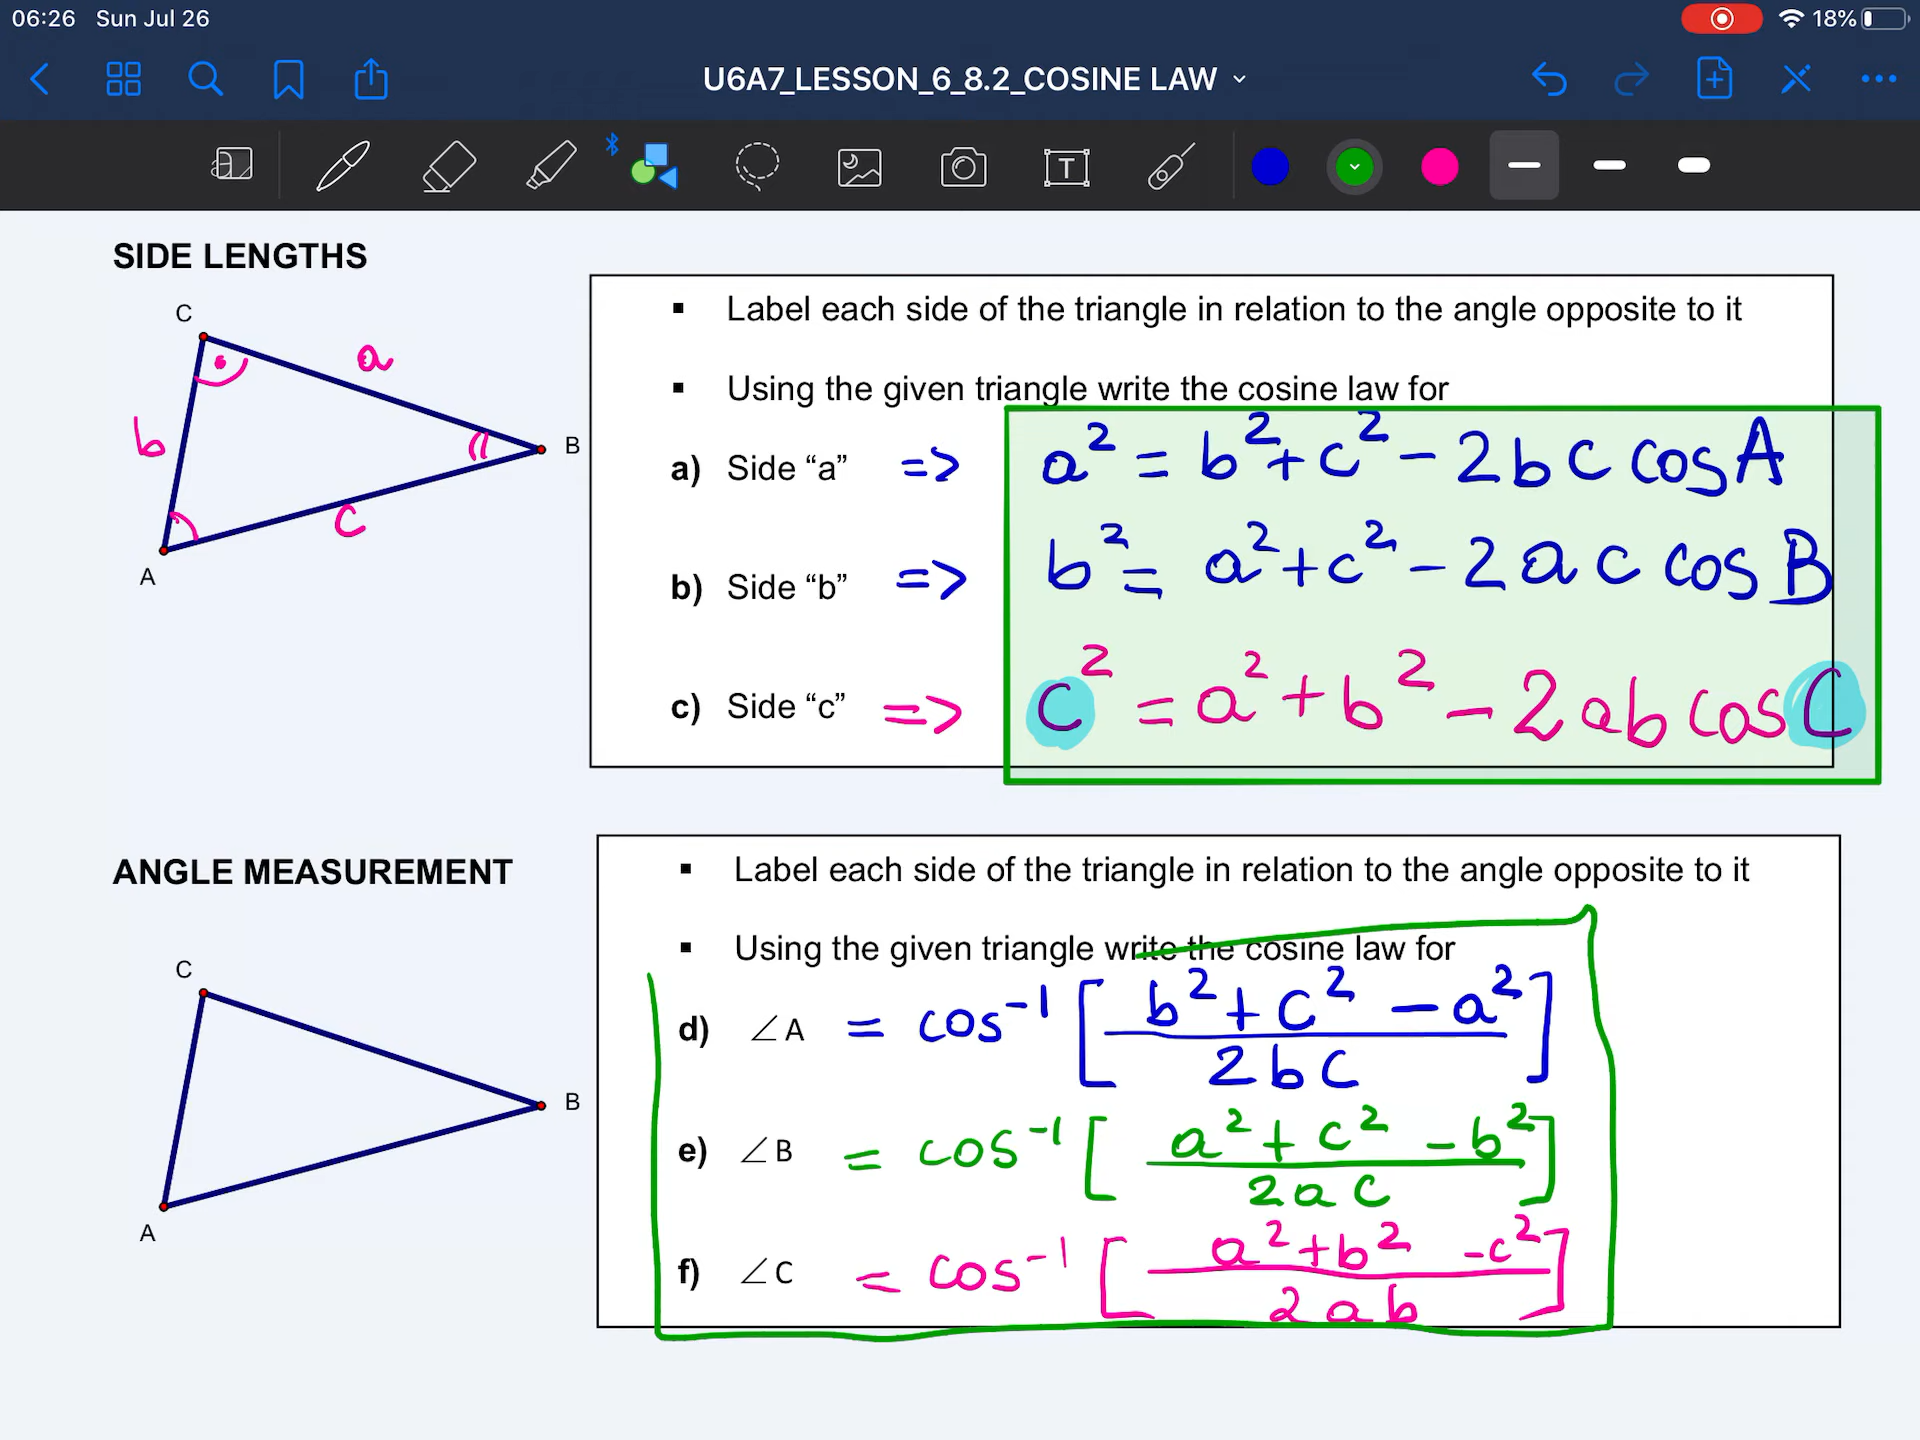 06:26 Sun Jul 26
18%
U6A7_LESSON_6_8.2_COSINE LAW
T
SIDE LENGTHS
C
a
b
B
c
A
▪ Label each side of the triangle in relation to the angle opposite to it
▪ Using the given triangle write the cosine law for
a) Side “a” => a² = b² + c² - 2bc cosA
b) Side “b” => b² = a² + c² - 2ac cos B
c) Side “c” => c² = a² + b² - 2ab cos C
ANGLE MEASUREMENT
C
B
A
▪ Label each side of the triangle in relation to the angle opposite to it
▪ Using the given triangle write the cosine law for
d) ∠A = cos⁻¹ [ b² + c² - a² / 2bc ]
e) ∠B = cos⁻¹ [ a² + c² - b² / 2ac ]
f) ∠C = cos⁻¹ [ a² + b² - c² / 2ab ]